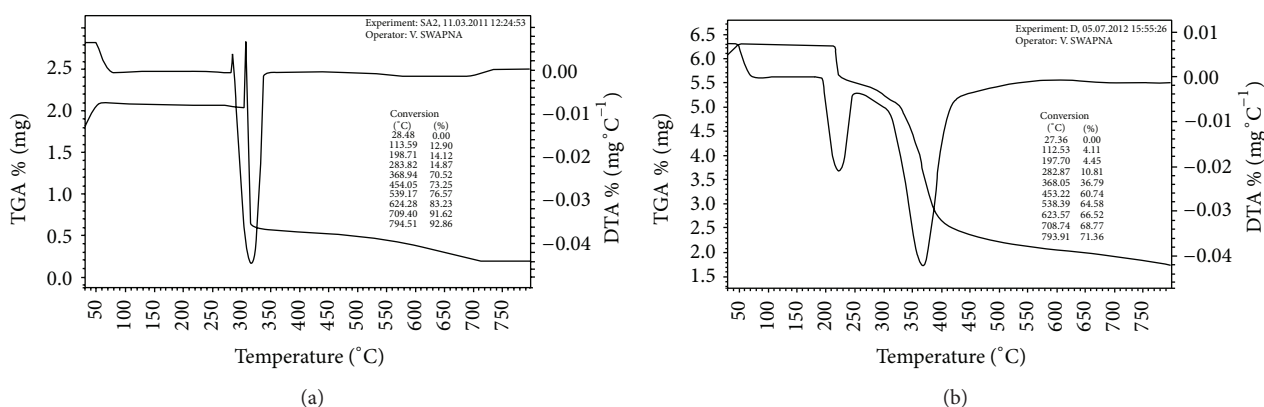 Experiment: SA2, 11.03.2011 12:24:53
Operator: V. SWAPNA
TGA % (mg)
2.5
2.0
1.5
1.0
0.5
0.0
Conversion
(°C) (%)
28.48 0.00
113.59 12.90
198.71 14.12
283.82 14.87
368.94 70.52
454.05 73.25
539.17 76.57
624.28 83.23
709.40 91.62
794.51 92.86
0.00
−0.01
−0.02
−0.03
−0.04
DTA % (mg°C⁻¹)
50 100 150 200 250 300 350 400 450 500 550 600 650 700 750
Temperature (°C)
(a)
Experiment: D, 05.07.2012 15:55:26
Operator: V. SWAPNA
TGA % (mg)
6.5
6.0
5.5
5.0
4.5
4.0
3.5
3.0
2.5
2.0
1.5
Conversion
(°C) (%)
27.36 0.00
112.53 4.11
197.70 4.45
282.87 10.81
368.05 36.79
453.22 60.74
538.39 64.58
623.57 66.52
708.74 68.77
793.91 71.36
0.01
0.00
−0.01
−0.02
−0.03
−0.04
DTA % (mg°C⁻¹)
50 100 150 200 250 300 350 400 450 500 550 600 650 700 750
Temperature (°C)
(b)